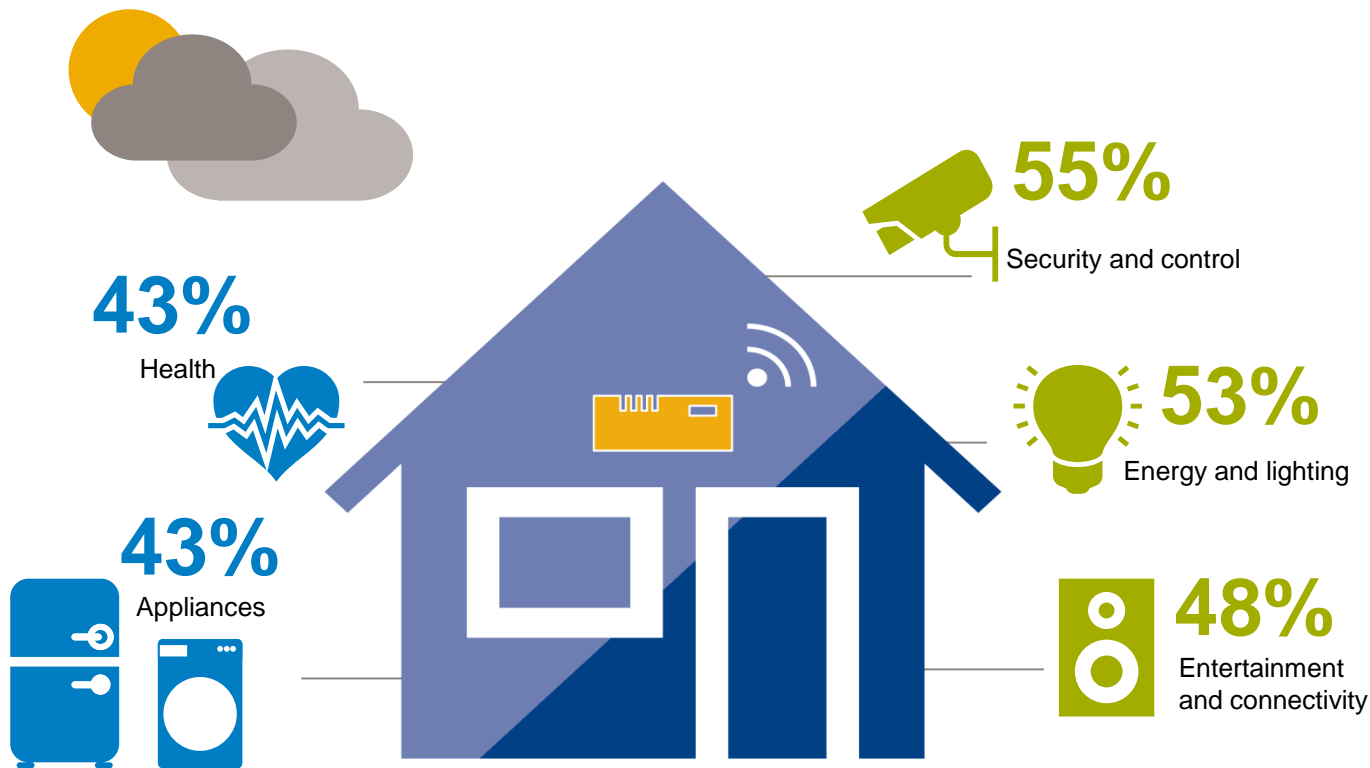 55%
Security and control
43%
Health
53%
Energy and lighting
43%
Appliances
48%
Entertainment
and connectivity